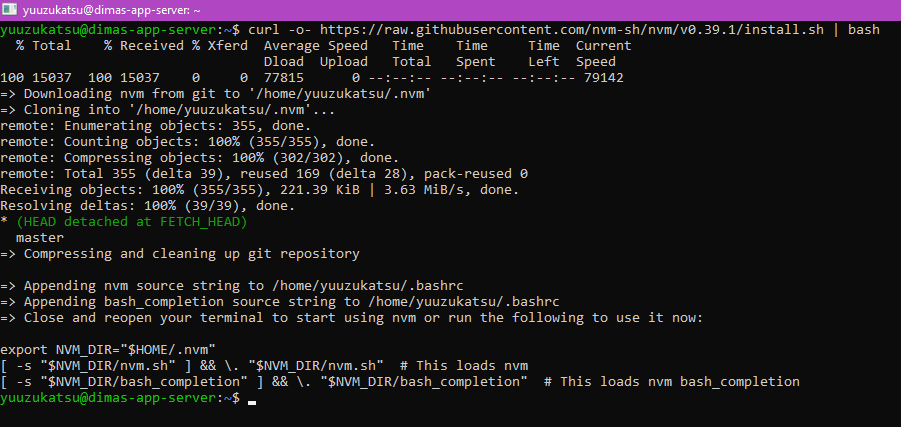 yuuzukatsu@dimas-app-server: ~
yuuzukatsu@dimas-app-server:~$ curl -o- https://raw.githubusercontent.com/nvm-sh/nvm/v0.39.1/install.sh | bash
  % Total    % Received % Xferd  Average Speed   Time    Time     Time  Current
                                 Dload  Upload   Total   Spent    Left  Speed
100 15037  100 15037    0     0  77815      0 --:--:-- --:--:-- --:--:-- 79142
=> Downloading nvm from git to '/home/yuuzukatsu/.nvm'
=> Cloning into '/home/yuuzukatsu/.nvm'...
remote: Enumerating objects: 355, done.
remote: Counting objects: 100% (355/355), done.
remote: Compressing objects: 100% (302/302), done.
remote: Total 355 (delta 39), reused 169 (delta 28), pack-reused 0
Receiving objects: 100% (355/355), 221.39 KiB | 3.63 MiB/s, done.
Resolving deltas: 100% (39/39), done.
* (HEAD detached at FETCH_HEAD)
  master
=> Compressing and cleaning up git repository

=> Appending nvm source string to /home/yuuzukatsu/.bashrc
=> Appending bash_completion source string to /home/yuuzukatsu/.bashrc
=> Close and reopen your terminal to start using nvm or run the following to use it now:

export NVM_DIR="$HOME/.nvm"
[ -s "$NVM_DIR/nvm.sh" ] && \. "$NVM_DIR/nvm.sh"  # This loads nvm
[ -s "$NVM_DIR/bash_completion" ] && \. "$NVM_DIR/bash_completion"  # This loads nvm bash_completion
yuuzukatsu@dimas-app-server:~$